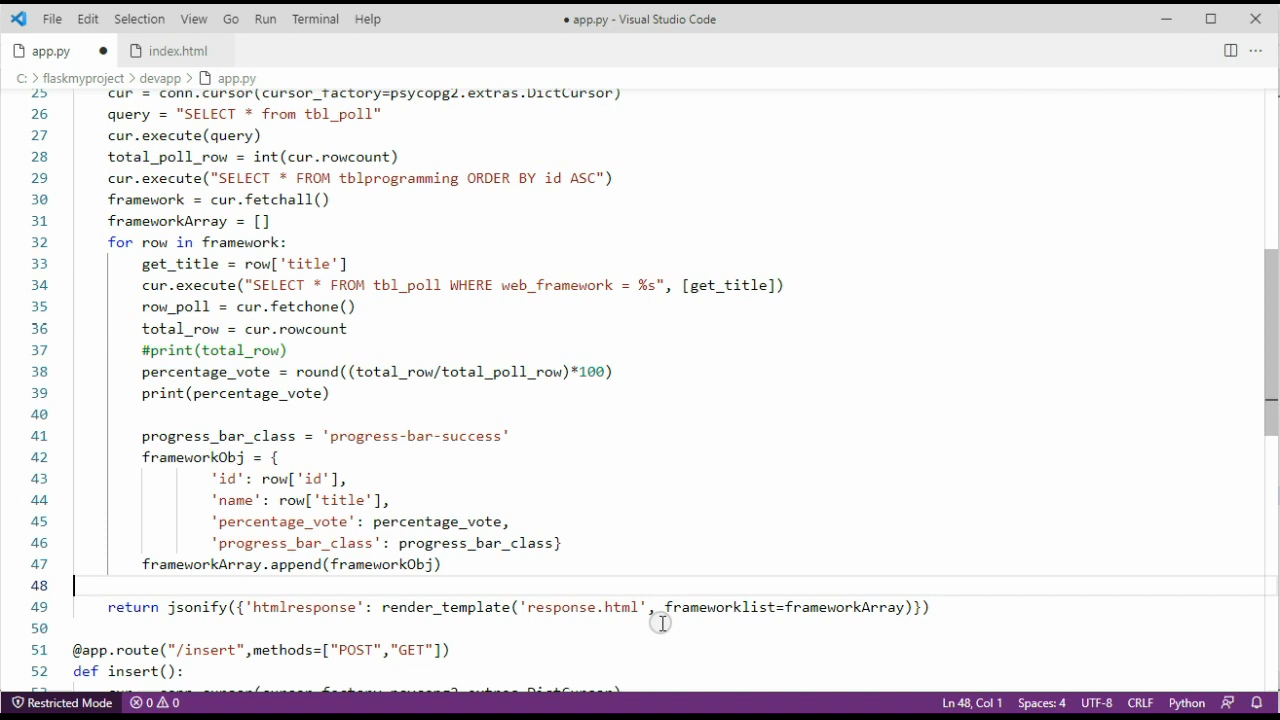 File Edit Selection View Go Run Terminal Help ● app.py - Visual Studio Code
app.py ● index.html
C: > flaskmyproject > devapp > app.py
25 cur = conn.cursor(cursor_factory=psycopg2.extras.DictCursor)
26 query = "SELECT * from tbl_poll"
27 cur.execute(query)
28 total_poll_row = int(cur.rowcount)
29 cur.execute("SELECT * FROM tblprogramming ORDER BY id ASC")
30 framework = cur.fetchall()
31 frameworkArray = []
32 for row in framework:
33 get_title = row['title']
34 cur.execute("SELECT * FROM tbl_poll WHERE web_framework = %s", [get_title])
35 row_poll = cur.fetchone()
36 total_row = cur.rowcount
37 #print(total_row)
38 percentage_vote = round((total_row/total_poll_row)*100)
39 print(percentage_vote)
40
41 progress_bar_class = 'progress-bar-success'
42 frameworkObj = {
43 'id': row['id'],
44 'name': row['title'],
45 'percentage_vote': percentage_vote,
46 'progress_bar_class': progress_bar_class}
47 frameworkArray.append(frameworkObj)
48
49 return jsonify({'htmlresponse': render_template('response.html', frameworklist=frameworkArray)})
50
51 @app.route("/insert",methods=["POST","GET"])
52 def insert():
53 cur = conn.cursor(cursor_factory=psycopg2.extras.DictCursor)
Restricted Mode 0 0 Ln 48, Col 1 Spaces: 4 UTF-8 CRLF Python